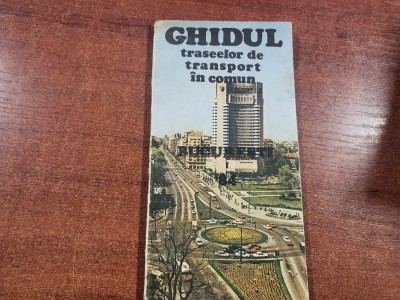 GHIDUL
traseelor de
transport
în comun
BUCUREȘTI